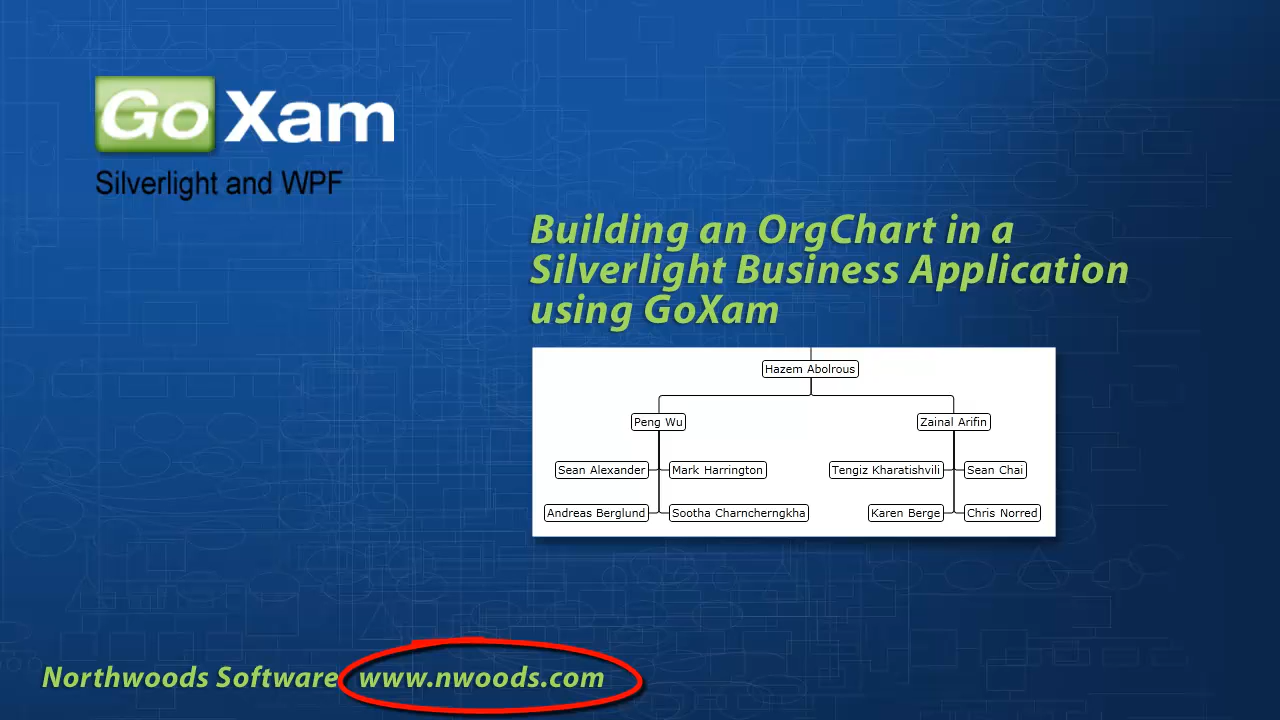 Go Xam
Silverlight and WPF
Building an OrgChart in a
Silverlight Business Application
using GoXam
Hazem Abolrous
Peng Wu
Zainal Arifin
Sean Alexander
Mark Harrington
Tengiz Kharatishvili
Sean Chai
Andreas Berglund
Sootha Charncherngkha
Karen Berge
Chris Norred
Northwoods Software www.nwoods.com